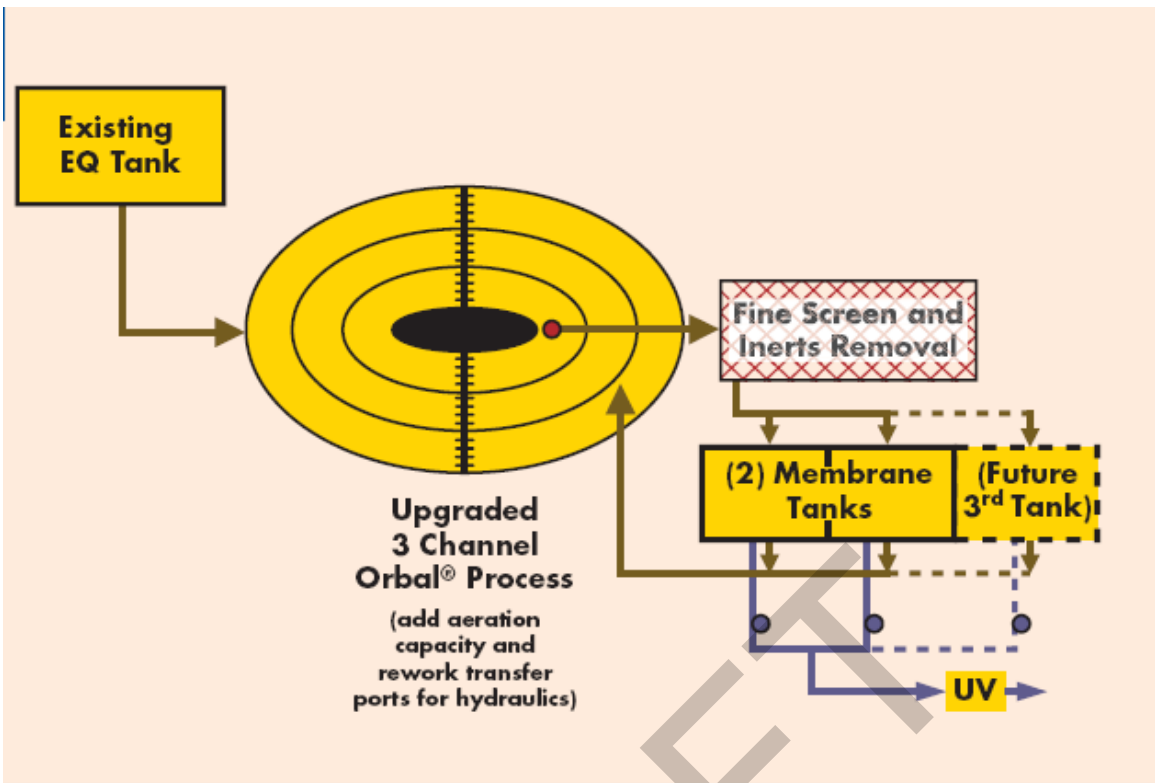 Existing
EQ Tank
Fine Screen and
Inerts Removal
(2) Membrane
Tanks
(Future
3rd Tank)
Upgraded
3 Channel
Orbal® Process
(add aeration
capacity and
rework transfer
ports for hydraulics)
UV